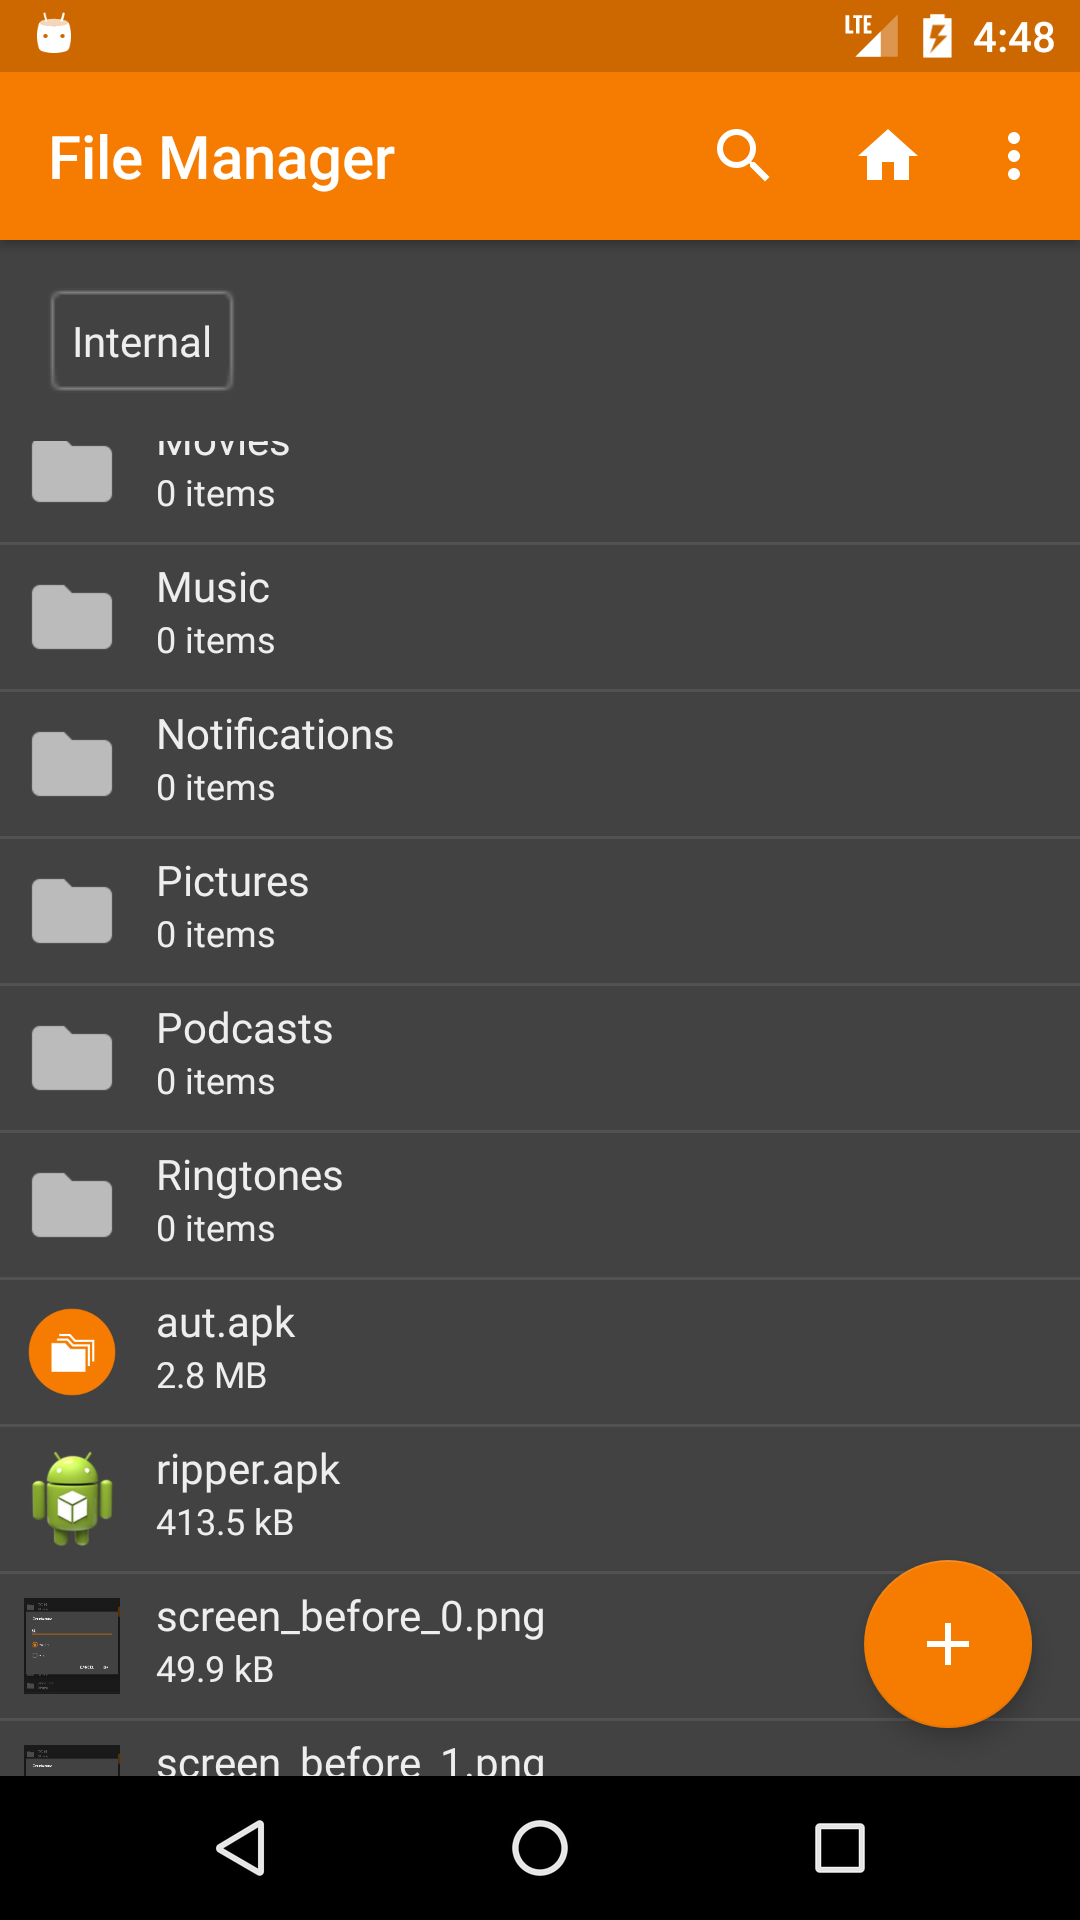 LTE 4:48
File Manager
Internal
Movies
0 items
Music
0 items
Notifications
0 items
Pictures
0 items
Podcasts
0 items
Ringtones
0 items
aut.apk
2.8 MB
ripper.apk
413.5 kB
screen_before_0.png
49.9 kB
screen_before_1.png